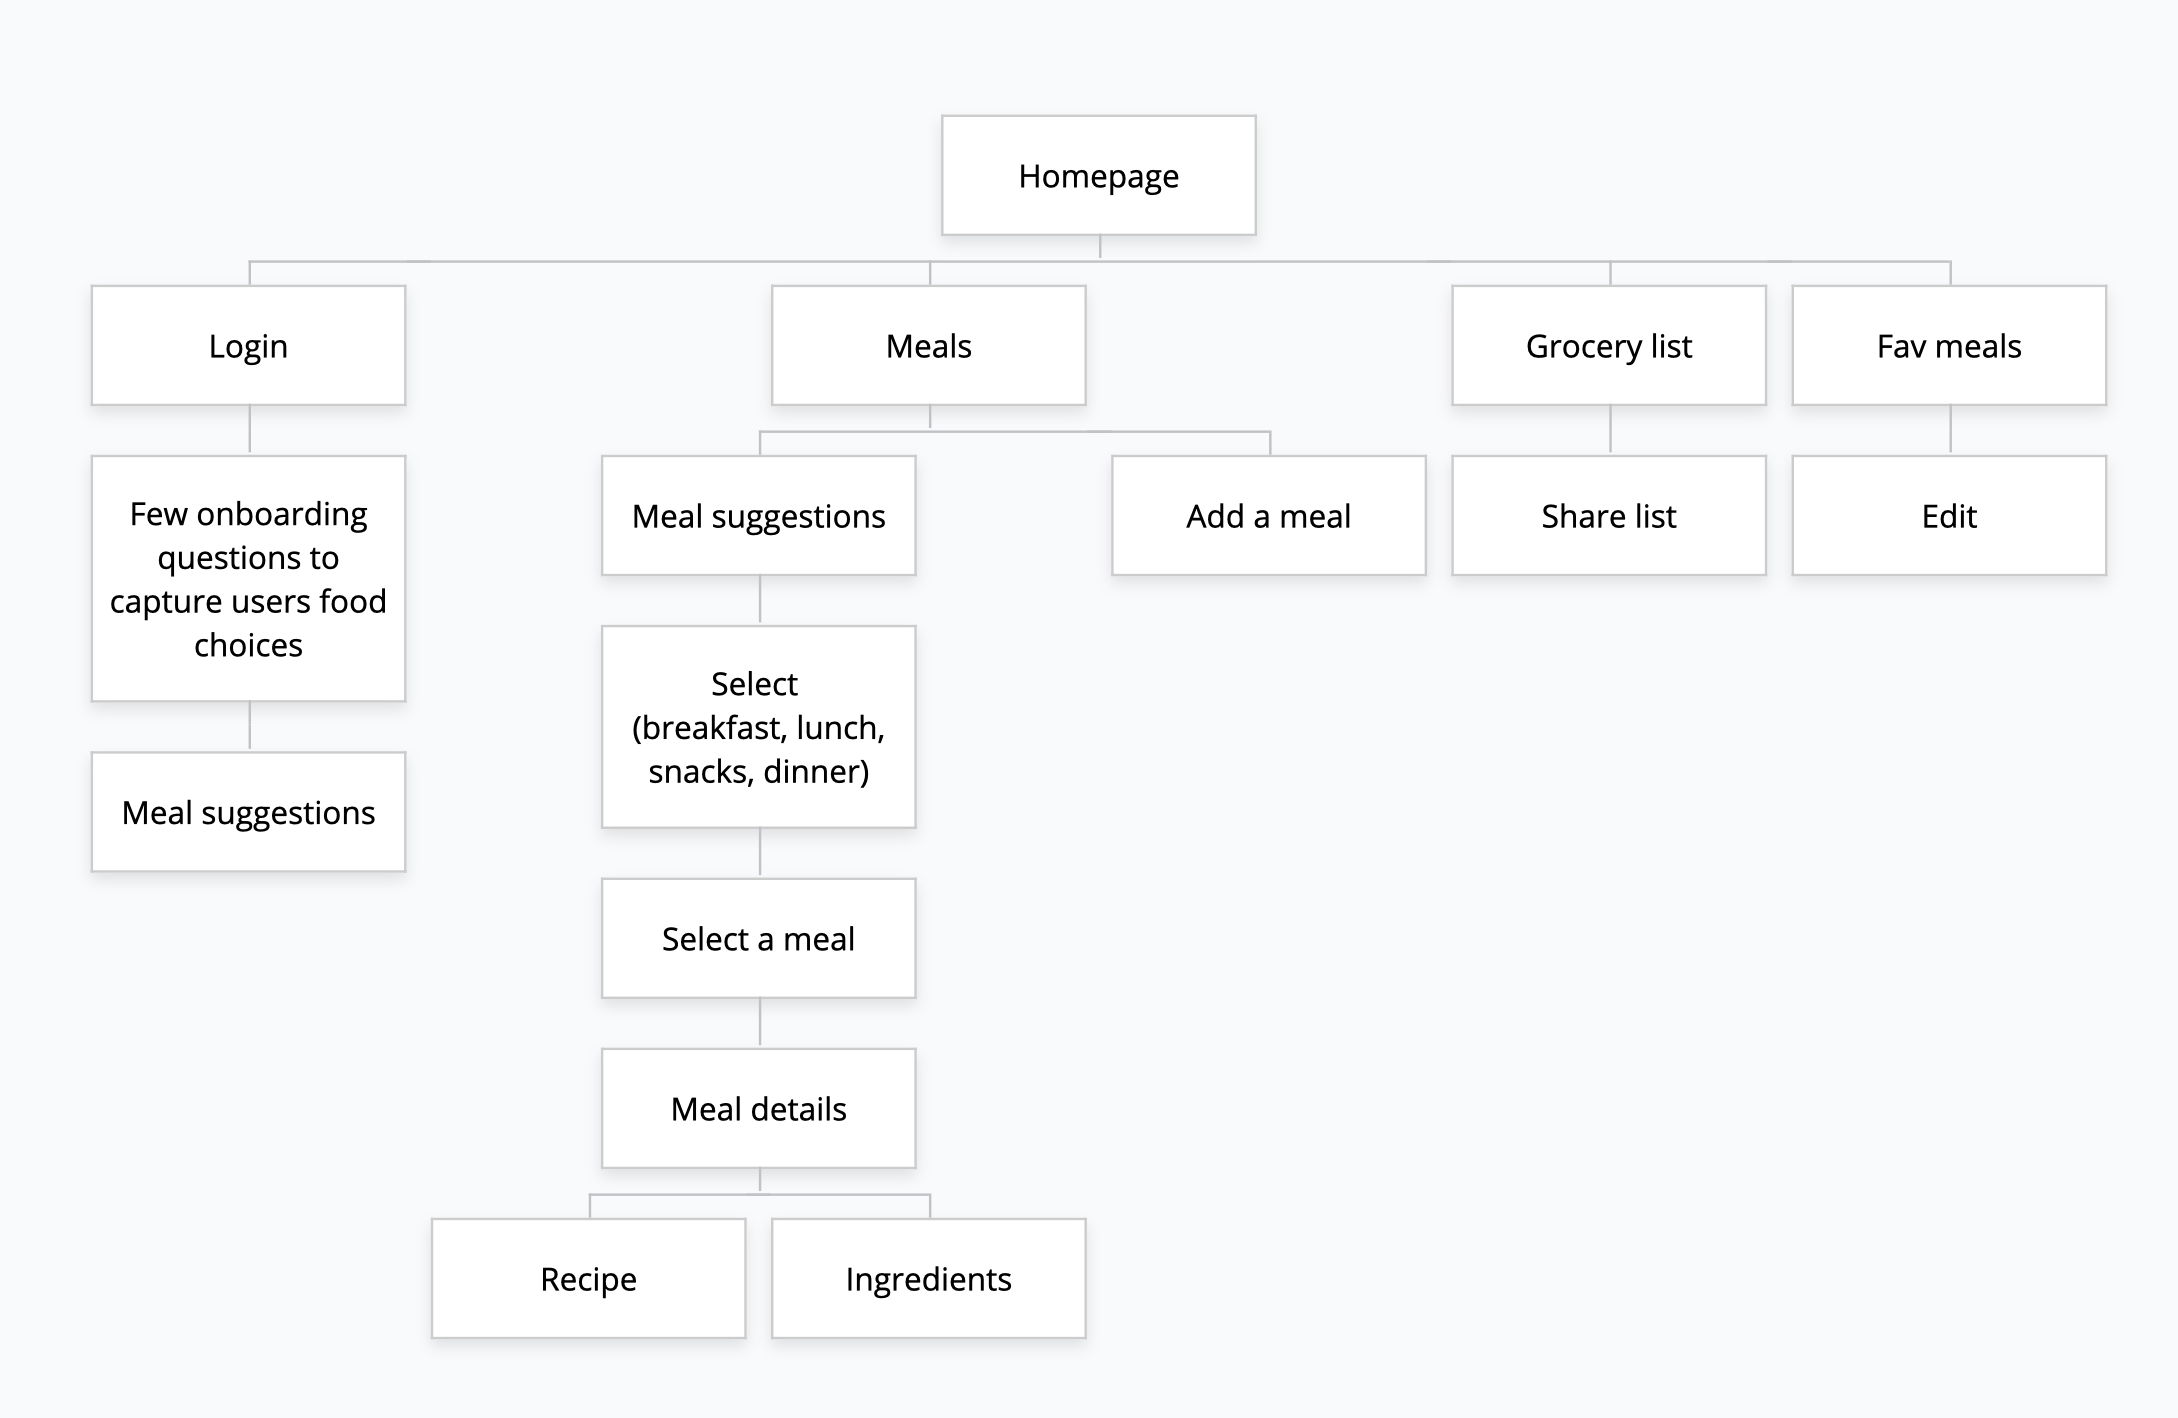 Homepage
Login
Meals
Grocery list
Fav meals
Few onboarding
questions to
capture users food
choices
Meal suggestions
Add a meal
Share list
Edit
Select
(breakfast, lunch,
snacks, dinner)
Meal suggestions
Select a meal
Meal details
Recipe
Ingredients